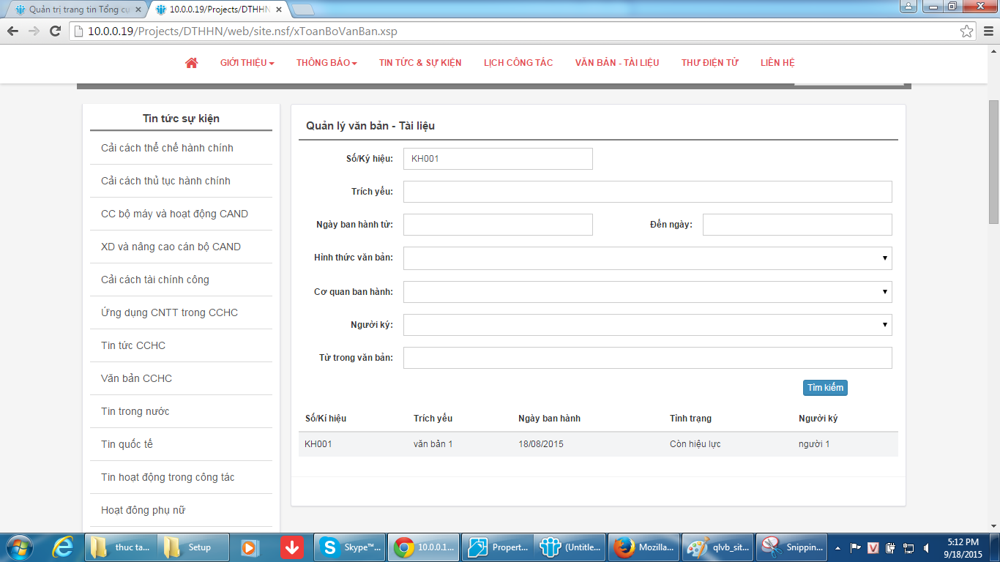 Quản trị trang tin Tổng cụ
10.0.0.19/Projects/DTHHN
10.0.0.19/Projects/DTHHN/web/site.nsf/xToanBoVanBan.xsp
GIỚI THIỆU THÔNG BÁO TIN TỨC & SỰ KIỆN LỊCH CÔNG TÁC VĂN BẢN - TÀI LIỆU THƯ ĐIỆN TỬ LIÊN HỆ
Tin tức sự kiện
Cải cách thể chế hành chính
Cải cách thủ tục hành chính
CC bộ máy và hoạt động CAND
XD và nâng cao cán bộ CAND
Cải cách tài chính công
Ứng dụng CNTT trong CCHC
Tin tức CCHC
Văn bản CCHC
Tin trong nước
Tin quốc tế
Tin hoạt động trong công tác
Hoạt đông phụ nữ
Quản lý văn bản - Tài liệu
Số/Ký hiệu: KH001
Trích yếu:
Ngày ban hành từ: Đến ngày:
Hình thức văn bản:
Cơ quan ban hành:
Người ký:
Từ trong văn bản:
Tìm kiếm
Số/Kí hiệu Trích yếu Ngày ban hành Tình trạng Người ký
KH001 văn bản 1 18/08/2015 Còn hiệu lực người 1
thuc ta... Setup Skype™... 10.0.0.1... Propert... (Untitle... Mozilla... qlvb_sit... Snippin...
5:12 PM
9/18/2015